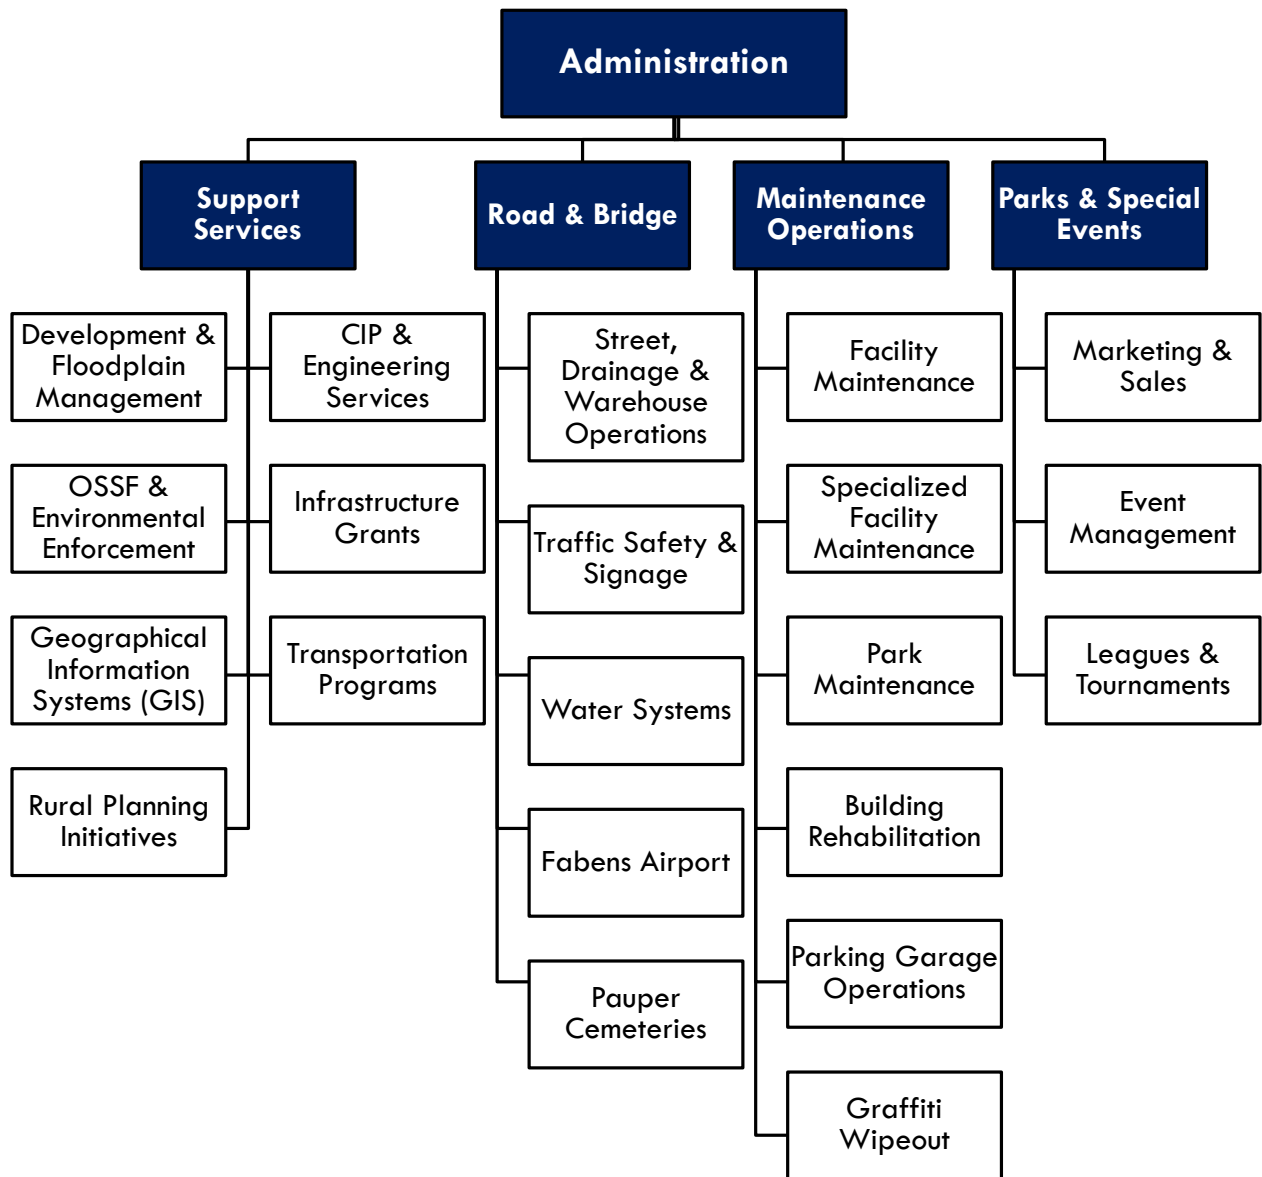 Administration
Support
Services
Road & Bridge
Maintenance
Operations
Parks & Special
Events
Development &
Floodplain
Management
CIP &
Engineering
Services
OSSF &
Environmental
Enforcement
Infrastructure
Grants
Geographical
Information
Systems (GIS)
Transportation
Programs
Rural Planning
Initiatives
Street,
Drainage &
Warehouse
Operations
Traffic Safety &
Signage
Water Systems
Fabens Airport
Pauper
Cemeteries
Facility
Maintenance
Specialized
Facility
Maintenance
Park
Maintenance
Building
Rehabilitation
Parking Garage
Operations
Graffiti
Wipeout
Marketing &
Sales
Event
Management
Leagues &
Tournaments